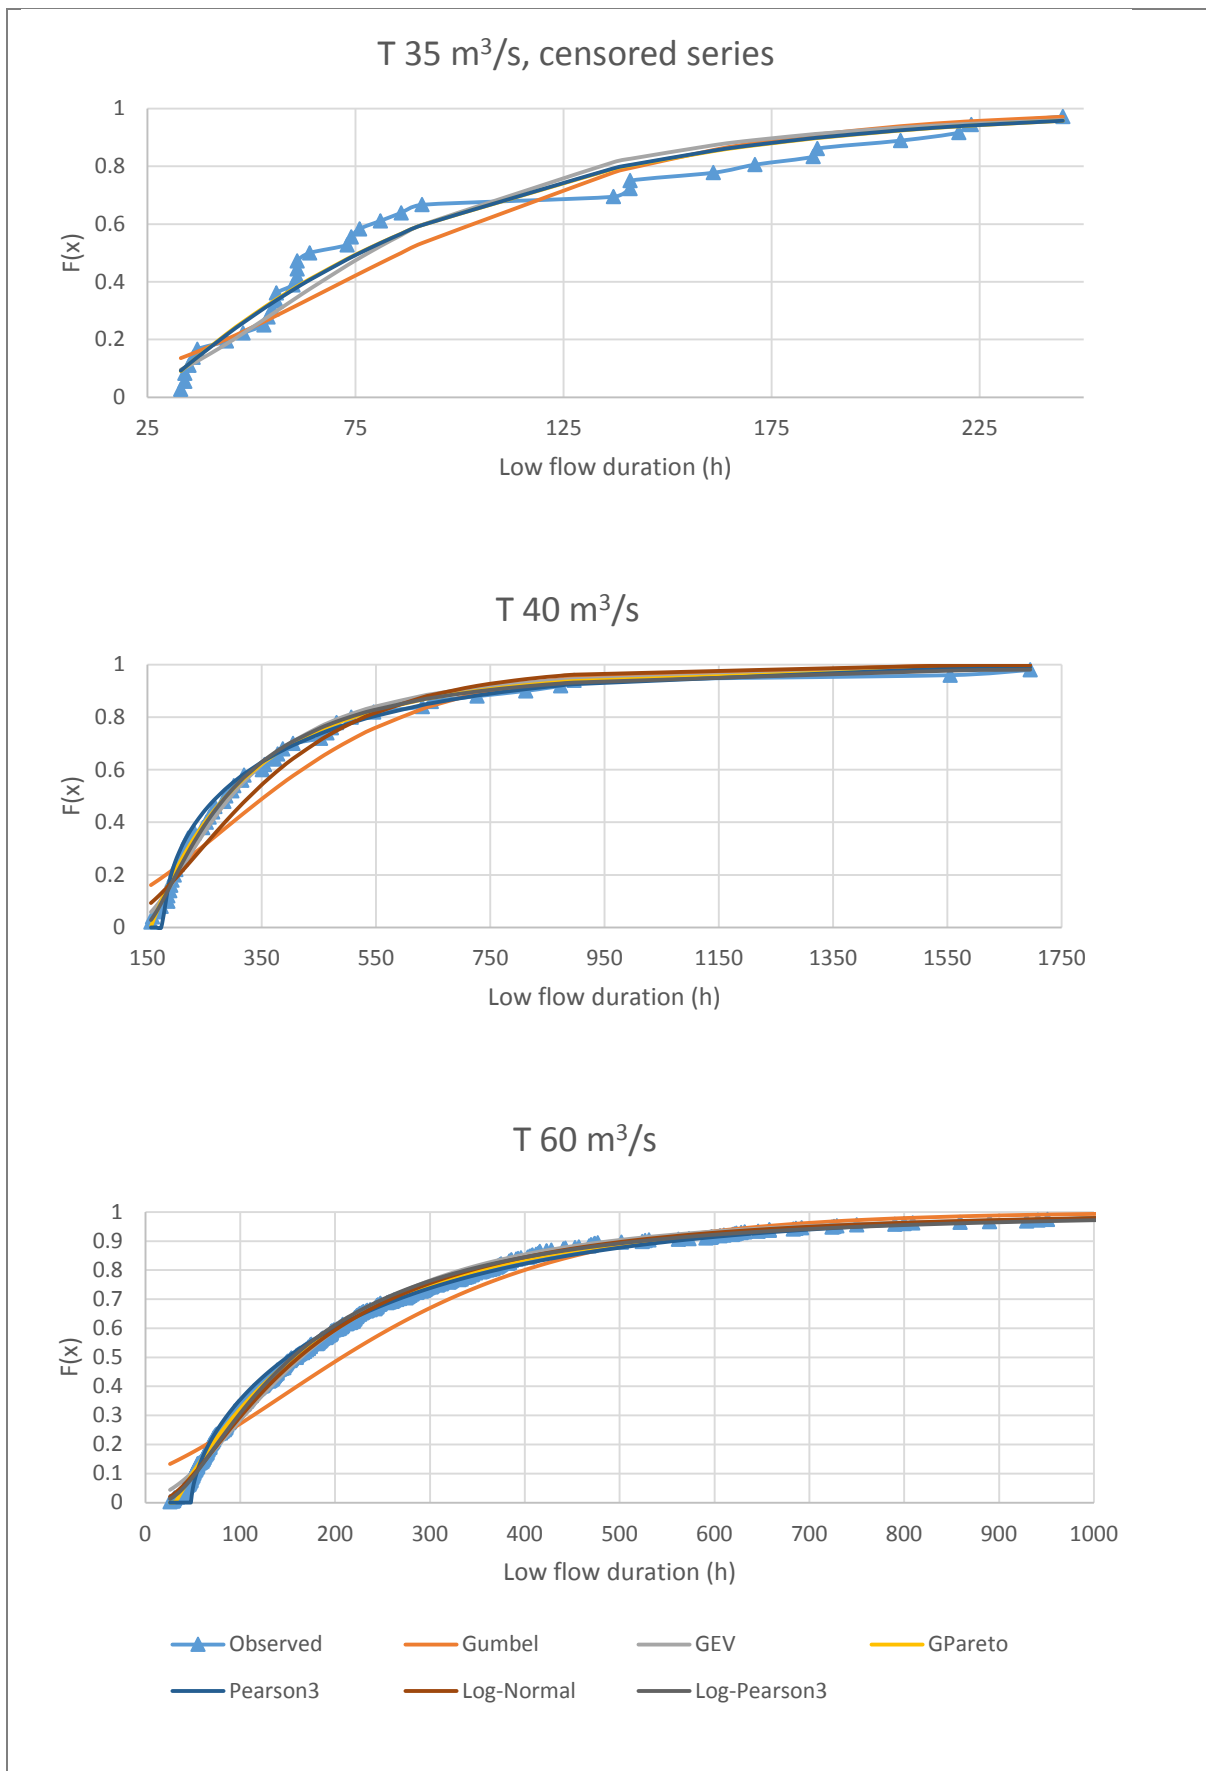 T 35 m³/s, censored series
1
0.8
0.6
0.4
0.2
0
F(x)
25 75 125 175 225
Low flow duration (h)
T 40 m³/s
1
0.8
0.6
0.4
0.2
0
F(x)
150 350 550 750 950 1150 1350 1550 1750
Low flow duration (h)
T 60 m³/s
1
0.9
0.8
0.7
0.6
0.5
0.4
0.3
0.2
0.1
0
F(x)
0 100 200 300 400 500 600 700 800 900 1000
Low flow duration (h)
Observed Gumbel GEV GPareto
Pearson3 Log-Normal Log-Pearson3